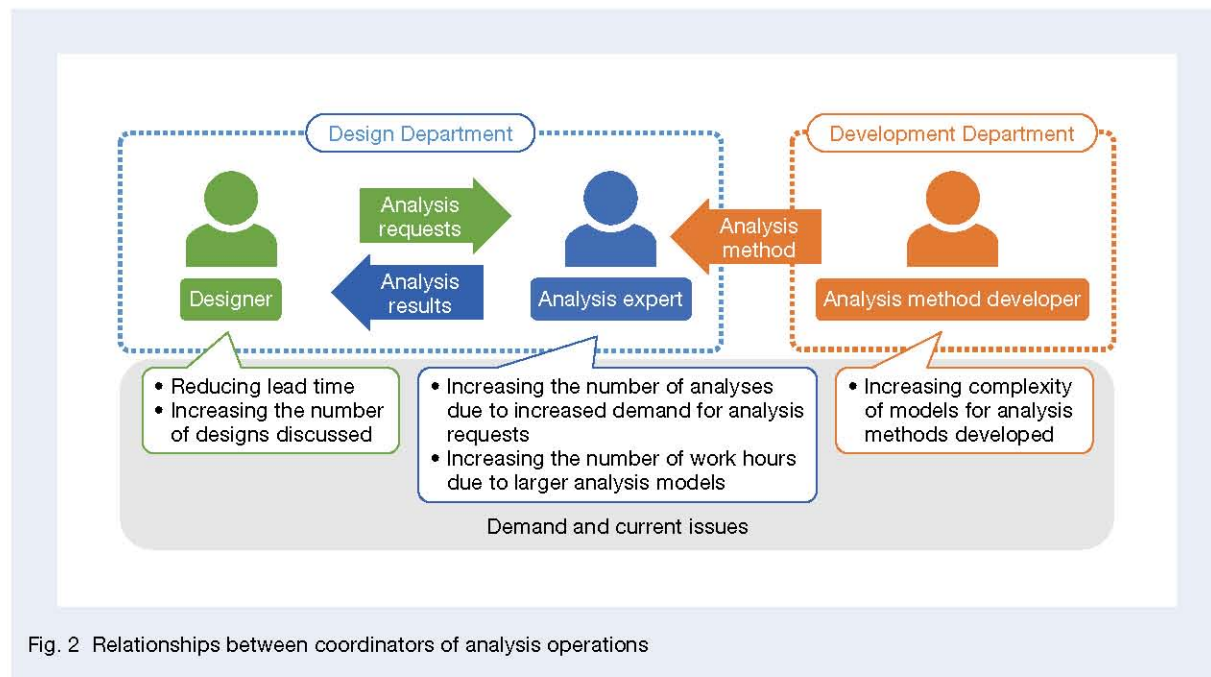 Design Department
Development Department
Analysis
requests
Analysis
results
Analysis
method
Designer
Analysis expert
Analysis method developer
• Reducing lead time
• Increasing the number
of designs discussed
• Increasing the number of analyses
due to increased demand for analysis
requests
• Increasing the number of work hours
due to larger analysis models
• Increasing complexity
of models for analysis
methods developed
Demand and current issues
Fig. 2 Relationships between coordinators of analysis operations